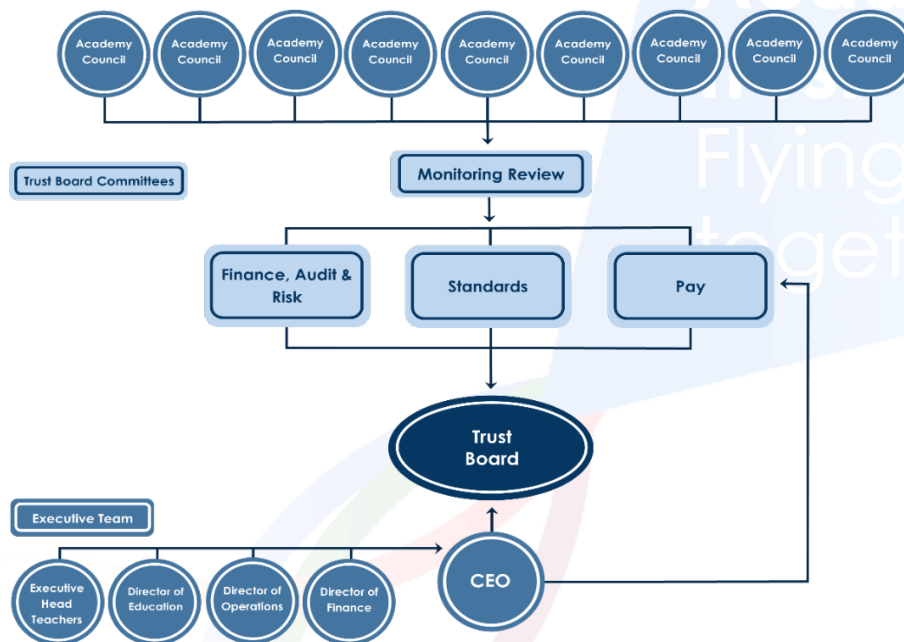 Academy
Council
Academy
Council
Academy
Council
Academy
Council
Academy
Council
Academy
Council
Academy
Council
Academy
Council
Academy
Council
Flying
Trust Board Committees
Monitoring Review
Finance, Audit &
Risk
Standards
Pay
Trust
Board
Executive Team
Executive
Head
Teachers
Director of
Education
Director of
Operations
Director of
Finance
CEO